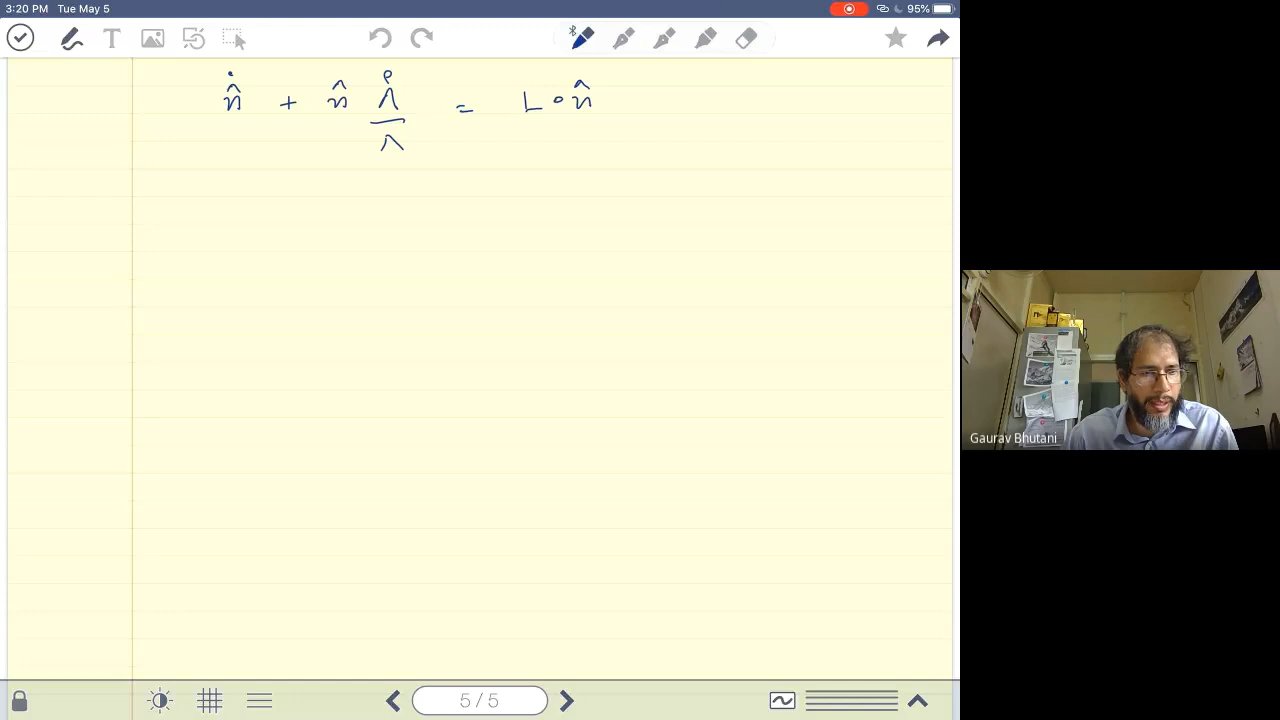 3:20 PM Tue May 5
95%
T
n̂̇ + n̂ Λ̇/Λ = L · n̂
Gaurav Bhutani
5 / 5